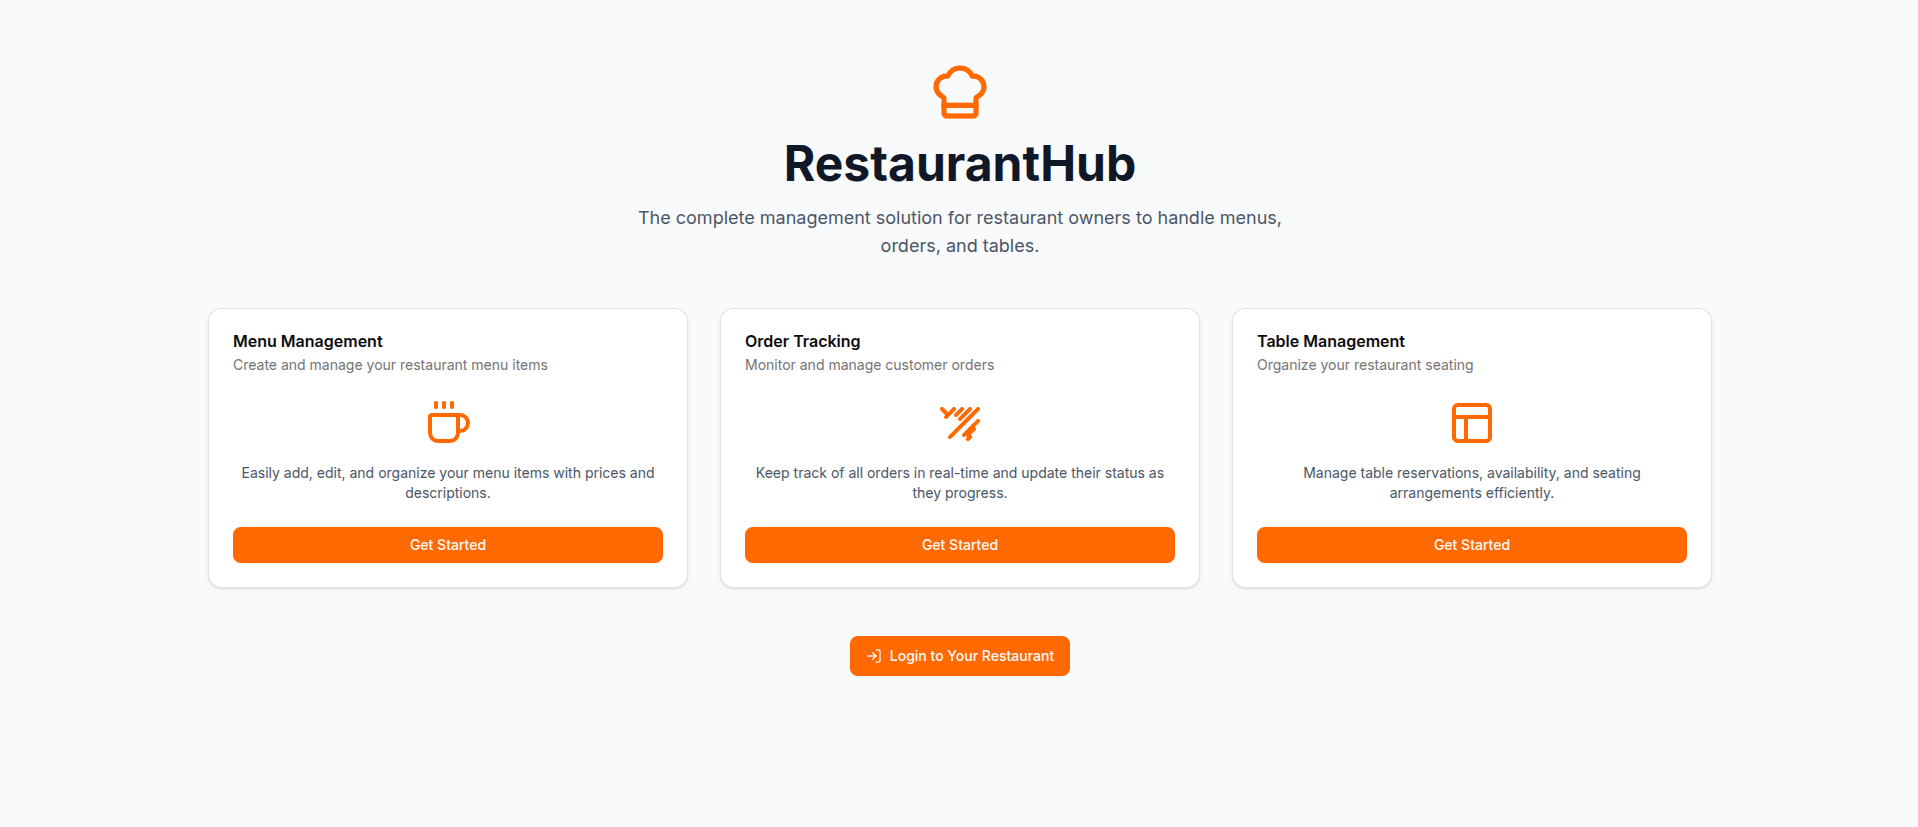 RestaurantHub
The complete management solution for restaurant owners to handle menus,
orders, and tables.
Menu Management
Create and manage your restaurant menu items
Easily add, edit, and organize your menu items with prices and
descriptions.
Get Started
Order Tracking
Monitor and manage customer orders
Keep track of all orders in real-time and update their status as
they progress.
Get Started
Table Management
Organize your restaurant seating
Manage table reservations, availability, and seating
arrangements efficiently.
Get Started
Login to Your Restaurant